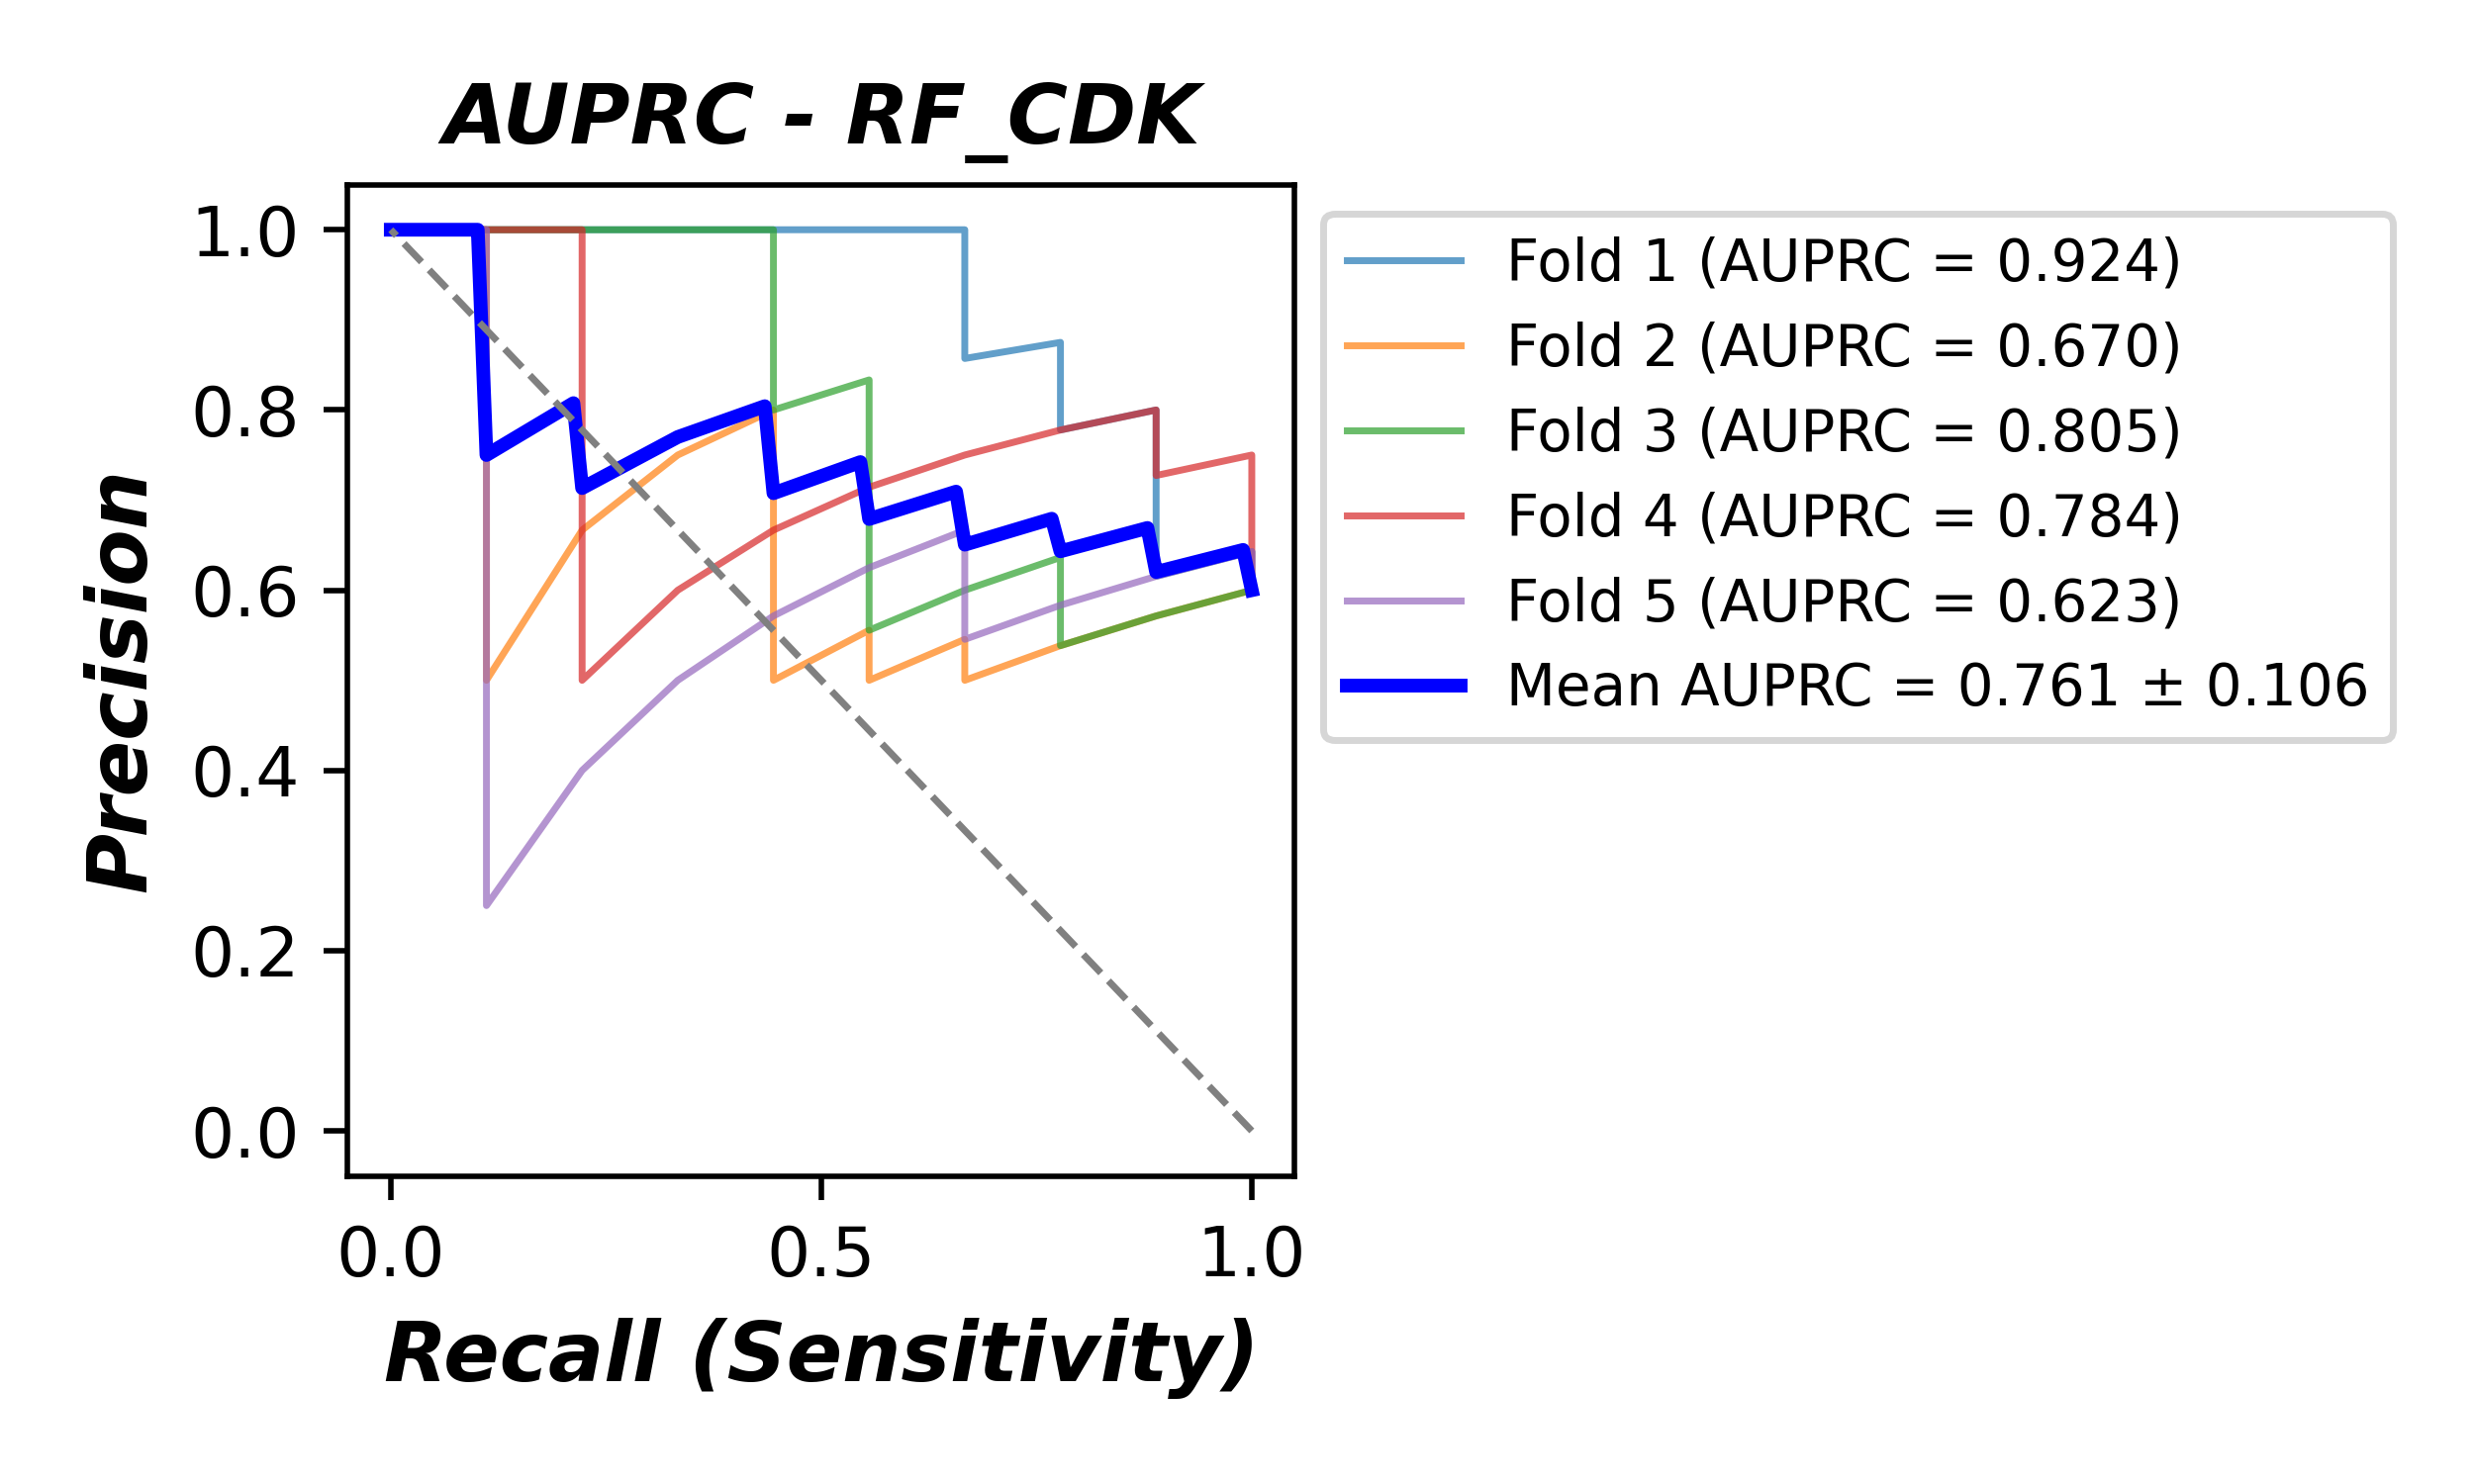 AUPRC - RF_CDK
Precision
1.0
0.8
0.6
0.4
0.2
0.0
0.0
0.5
1.0
Recall (Sensitivity)
Fold 1 (AUPRC = 0.924)
Fold 2 (AUPRC = 0.670)
Fold 3 (AUPRC = 0.805)
Fold 4 (AUPRC = 0.784)
Fold 5 (AUPRC = 0.623)
Mean AUPRC = 0.761 ± 0.106